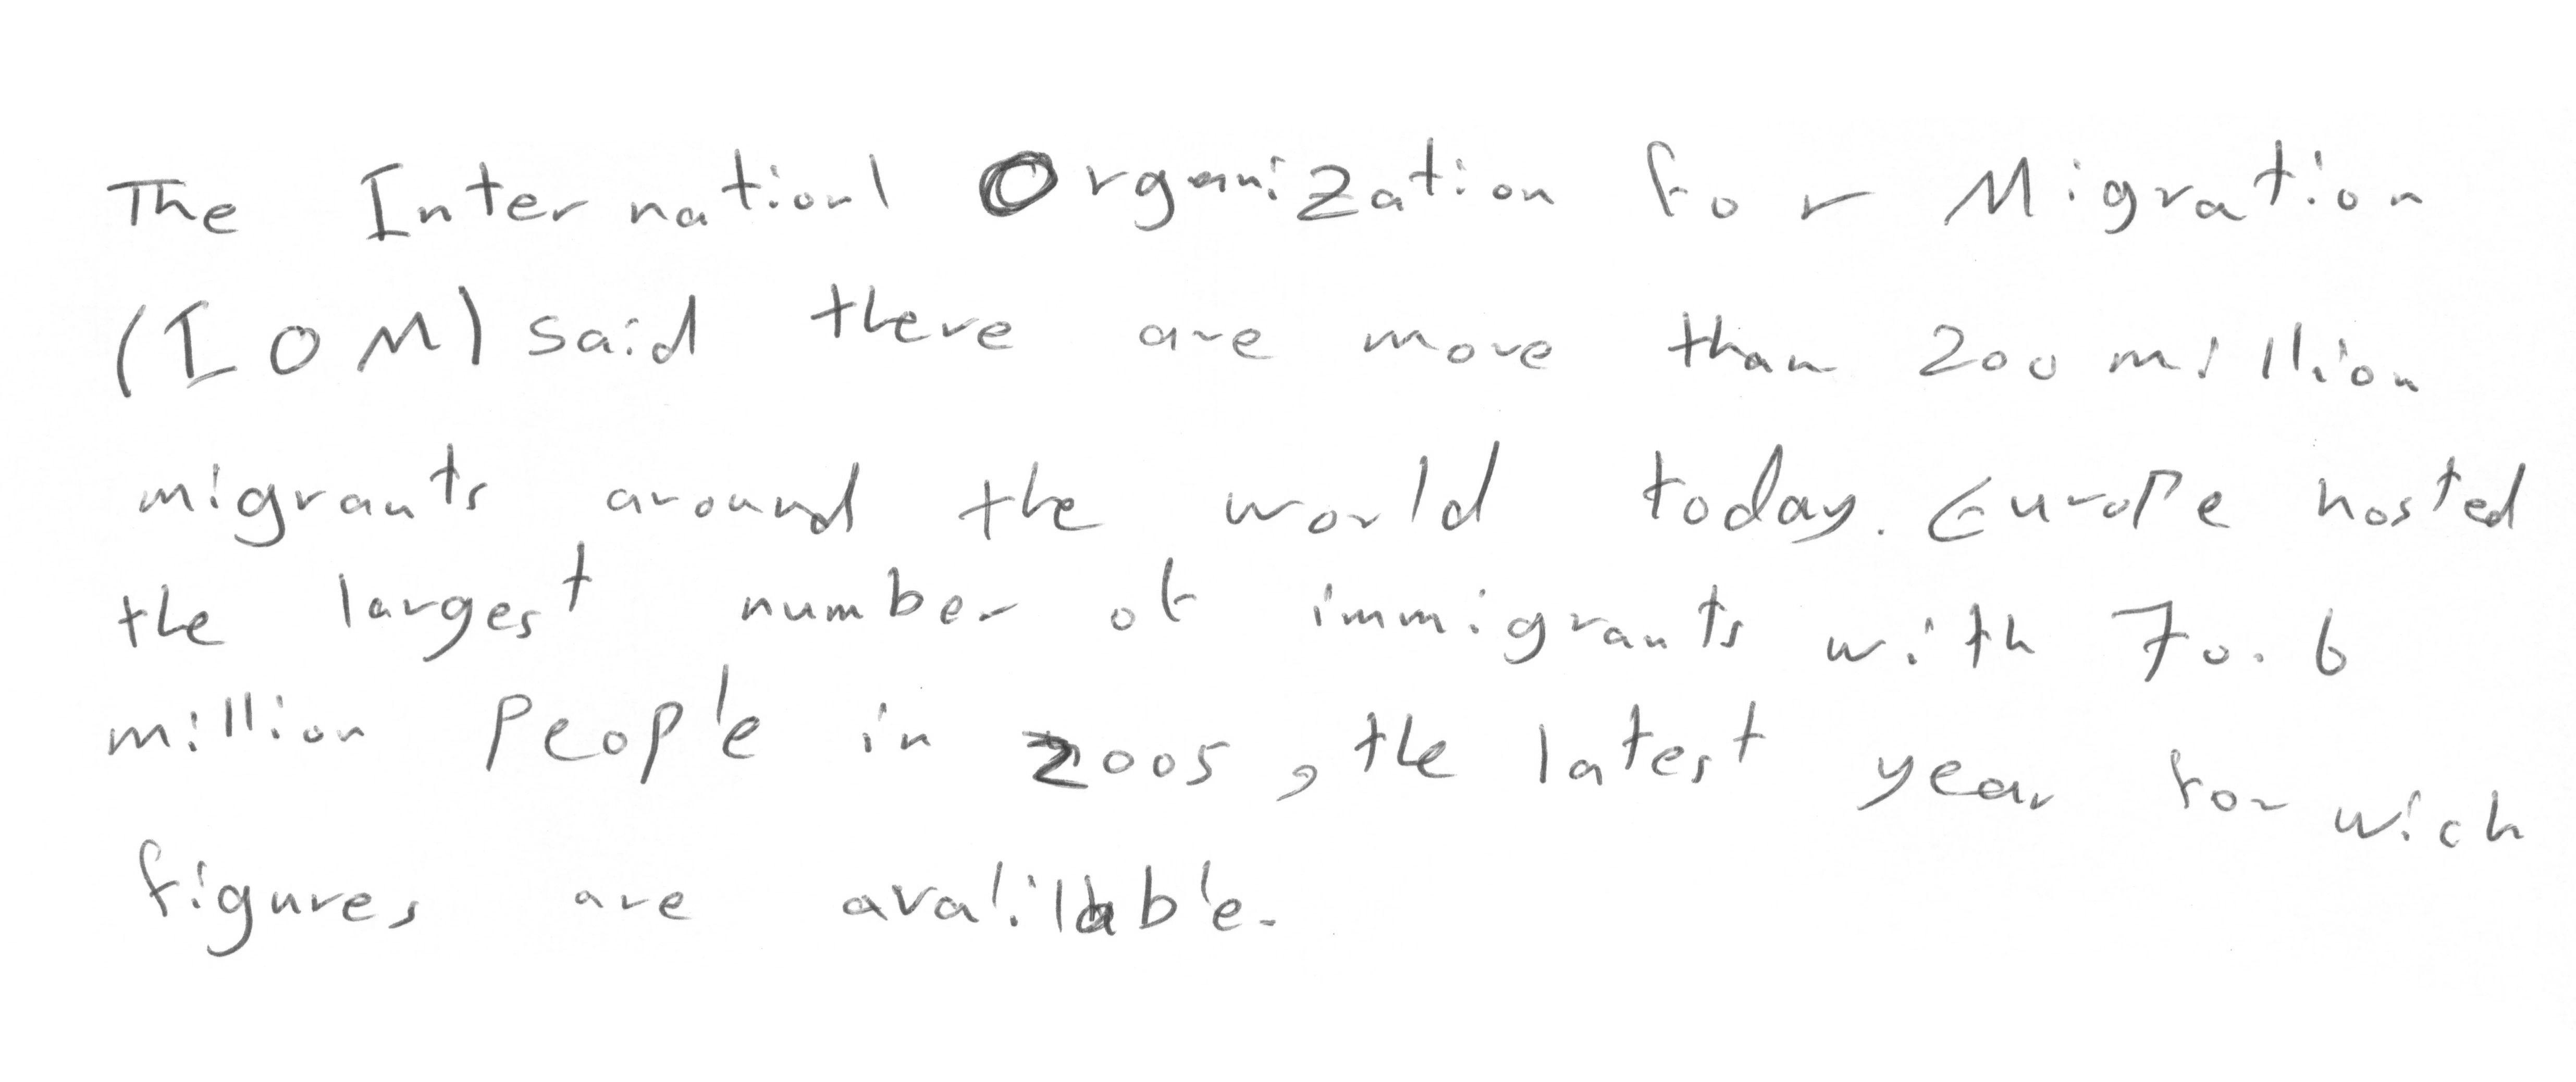 The International Organization for Migration
(IOM) said there are more than 200 million
migrants around the world today. Europe hosted
the largest number of immigrants with 70.6
million people in 2005, the latest year for wich
figures are avalilable.